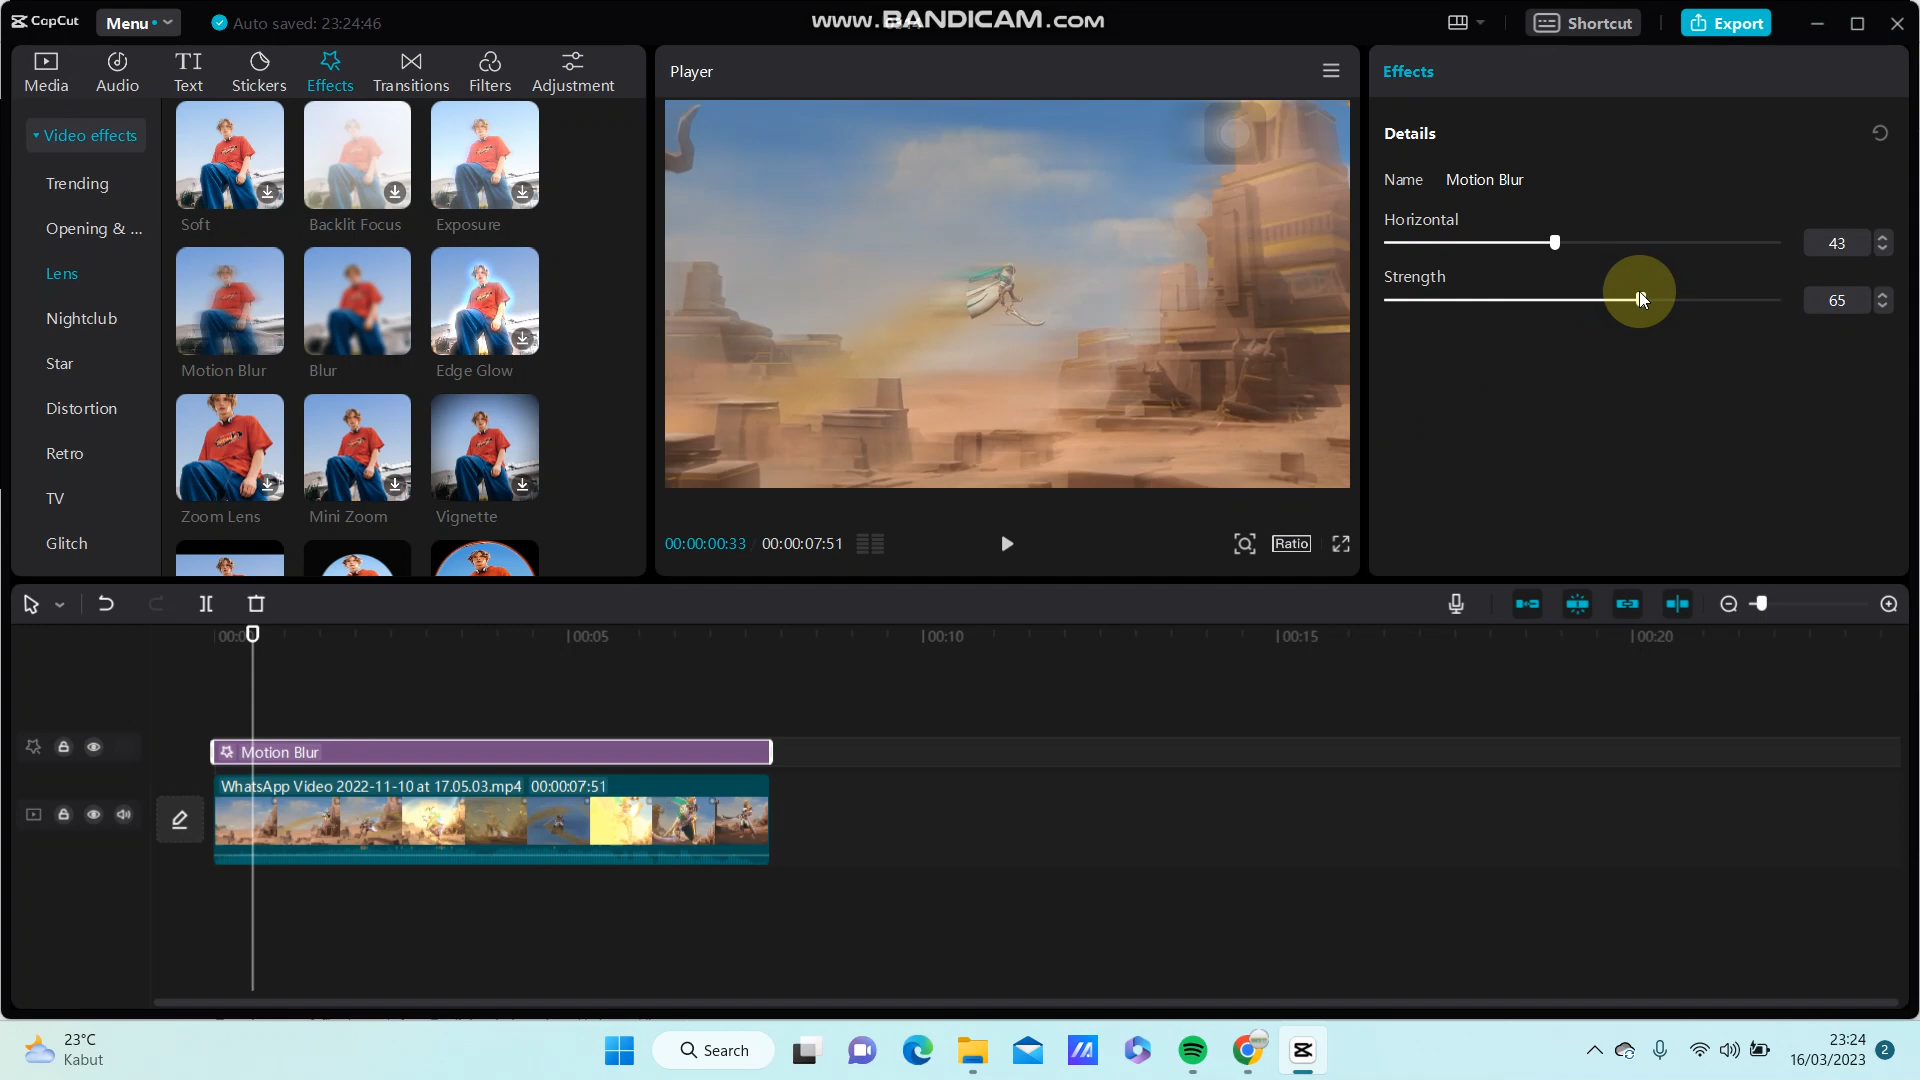 CapCut
Menu
Auto saved: 23:24:46
www.BANDICAM.com
Shortcut
Export
Media
Audio
TI
Text
Stickers
Effects
Transitions
Filters
Adjustment
Video effects
Trending
Opening & ...
Lens
Nightclub
Star
Distortion
Retro
TV
Glitch
Soft
Backlit Focus
Exposure
Motion Blur
Blur
Edge Glow
Zoom Lens
Mini Zoom
Vignette
Player
00:00:00:33
00:00:07:51
Ratio
Effects
Details
Name
Motion Blur
Horizontal
43
Strength
65
00:05
00:10
00:15
00:20
Motion Blur
WhatsApp Video 2022-11-10 at 17.05.03.mp4
00:00:07:51
23°C
Kabut
Search
23:24
16/03/2023
2